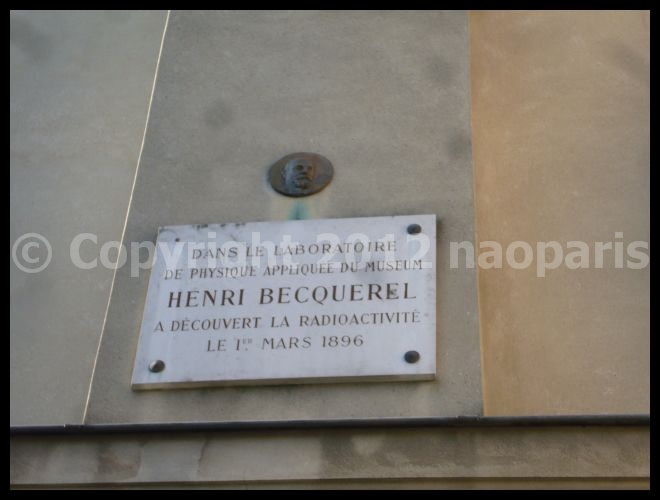 DANS LE LABORATOIRE
© Copyright 2012 naoparis
DE PHYSIQUE APPLIQUÉE DU MUSEUM
HENRI BECQUEREL
A DÉCOUVERT LA RADIOACTIVITÉ
LE 1ER MARS 1896